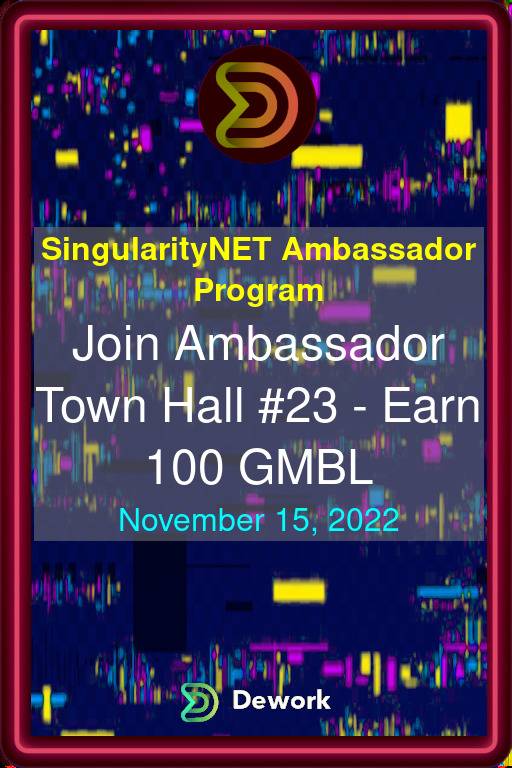 SingularityNET Ambassador
Program
Join Ambassador
Town Hall #23 - Earn
100 GMBL
November 15, 2022
Dework